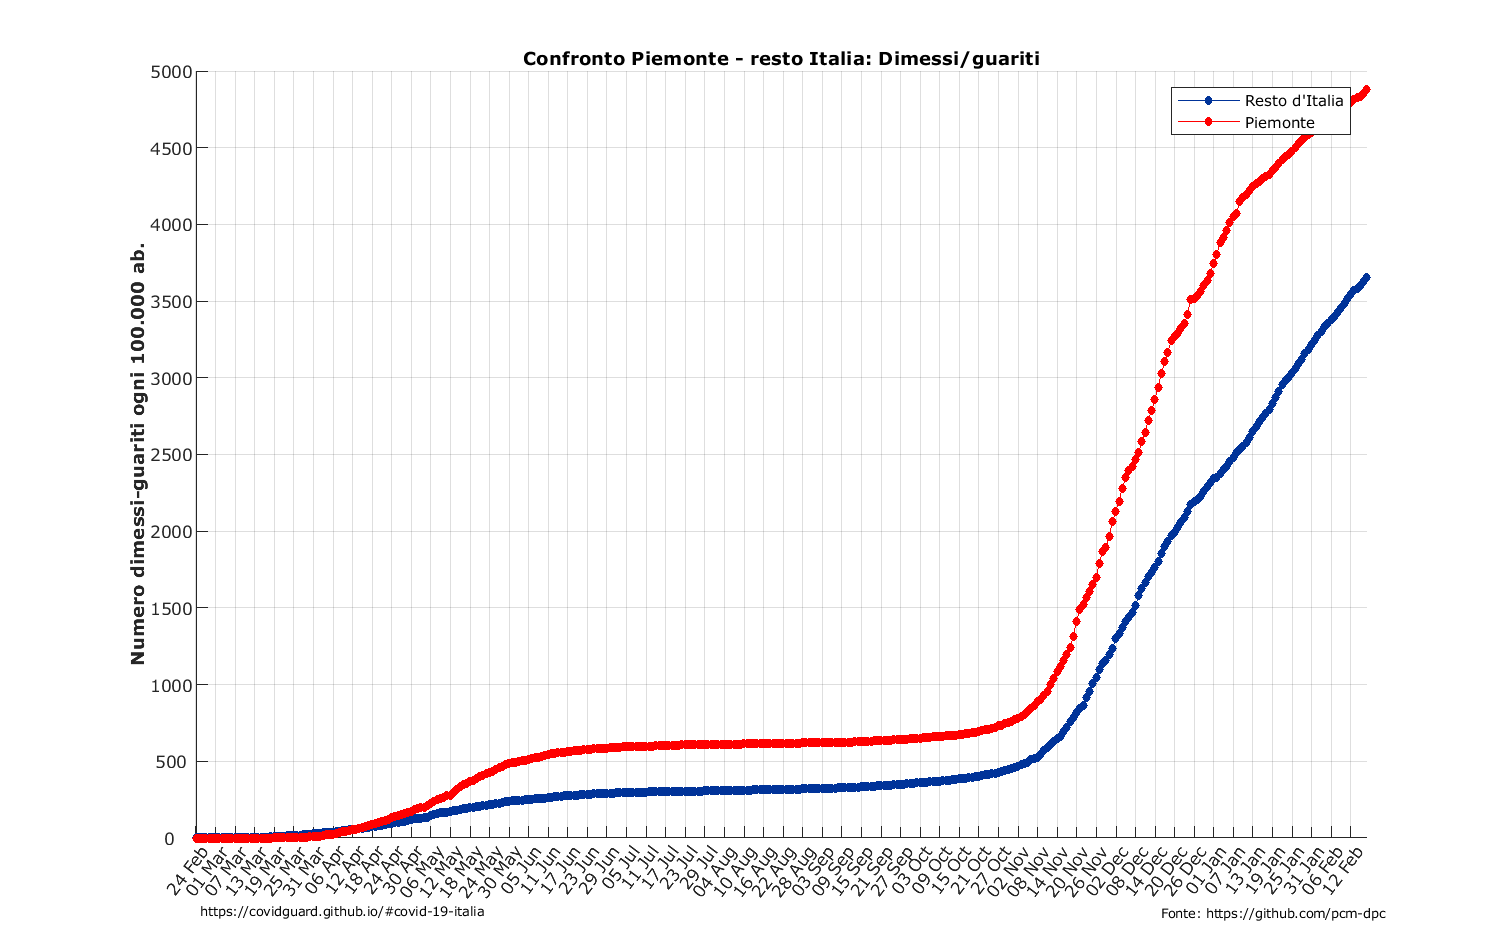 Confronto Piemonte - resto Italia: Dimessi/guariti
Resto d'Italia
Piemonte
Numero dimessi-guariti ogni 100.000 ab.
5000
4500
4000
3500
3000
2500
2000
1500
1000
500
0
24 Feb
01 Mar
07 Mar
13 Mar
19 Mar
25 Mar
31 Mar
06 Apr
12 Apr
18 Apr
24 Apr
30 Apr
06 May
12 May
18 May
24 May
30 May
05 Jun
11 Jun
17 Jun
23 Jun
29 Jun
05 Jul
11 Jul
17 Jul
23 Jul
29 Jul
04 Aug
10 Aug
16 Aug
22 Aug
28 Aug
03 Sep
09 Sep
15 Sep
21 Sep
27 Sep
03 Oct
09 Oct
15 Oct
21 Oct
27 Oct
02 Nov
08 Nov
14 Nov
20 Nov
26 Nov
02 Dec
08 Dec
14 Dec
20 Dec
26 Dec
01 Jan
07 Jan
13 Jan
19 Jan
25 Jan
31 Jan
06 Feb
12 Feb
https://covidguard.github.io/#covid-19-italia
Fonte: https://github.com/pcm-dpc